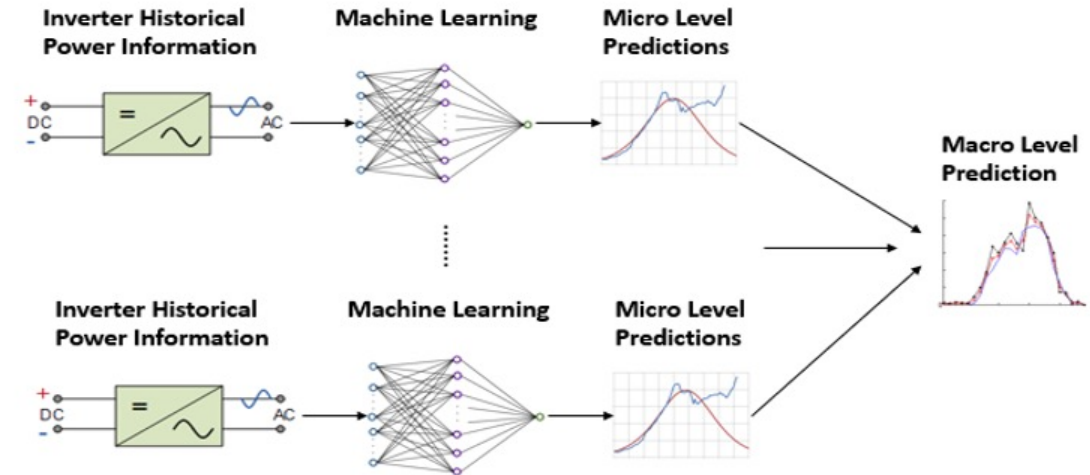 Inverter Historical
Power Information
Machine Learning
Micro Level
Predictions
+
DC
-
=
AC
Macro Level
Prediction
Inverter Historical
Power Information
Machine Learning
Micro Level
Predictions
+
DC
-
=
AC